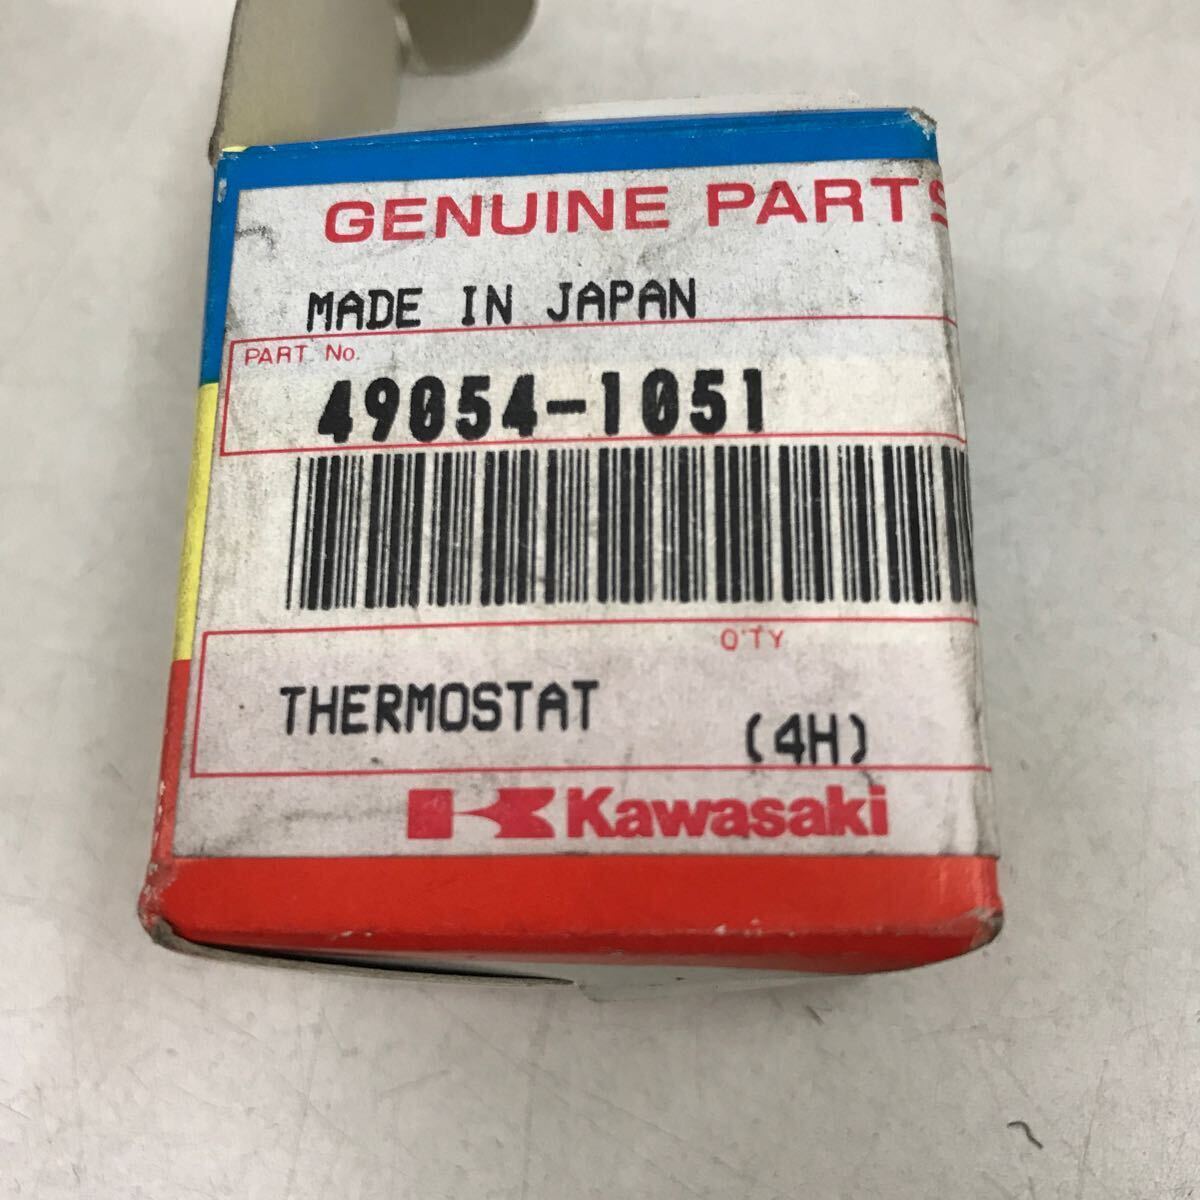 GENUINE PARTS
MADE IN JAPAN
PART No.
49054-1051
Q'TY
THERMOSTAT
(4H)
Kawasaki